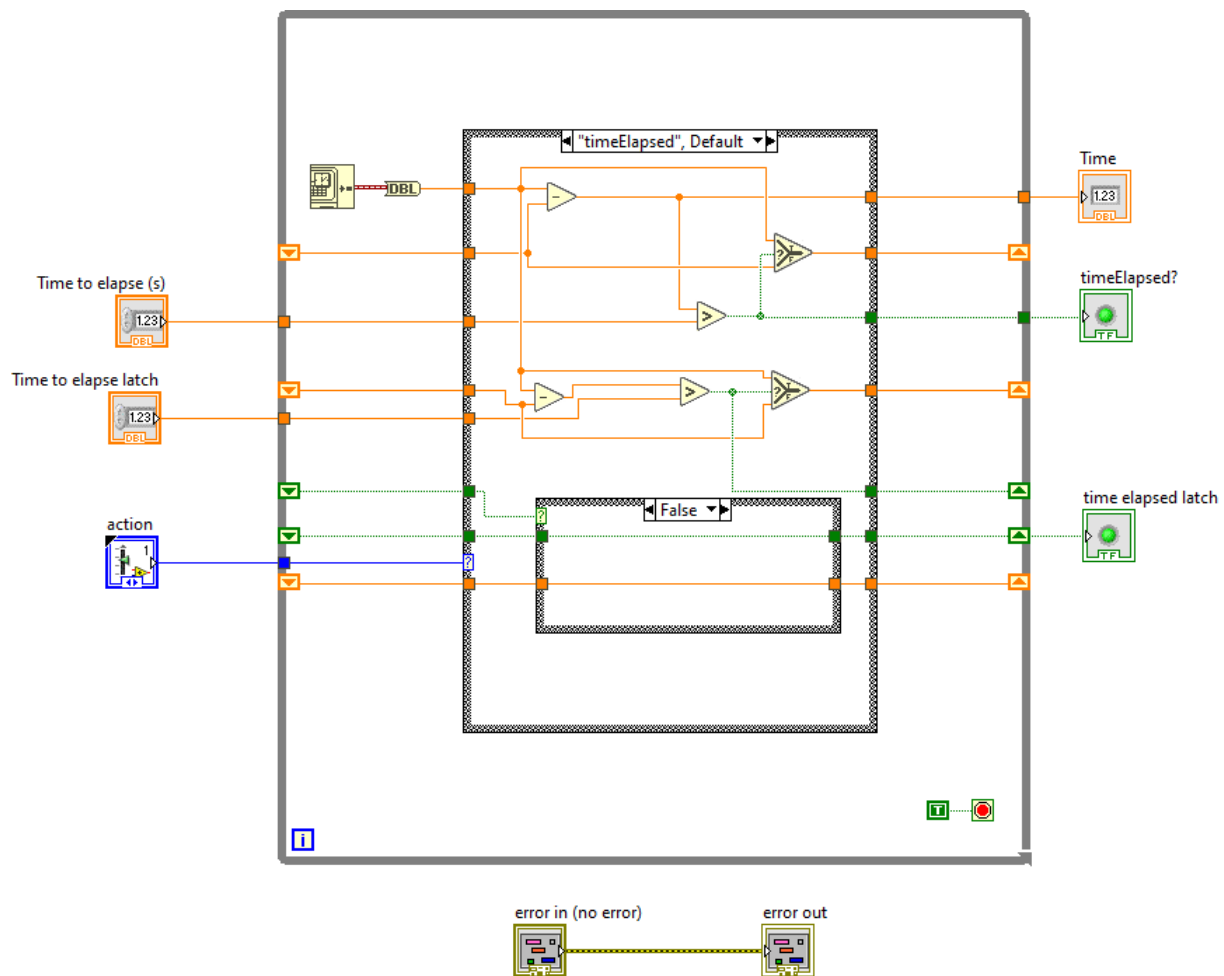 "timeElapsed", Default
Time
1.23
DBL
DBL
timeElapsed?
TF
Time to elapse (s)
1.23
DBL
Time to elapse latch
1.23
DBL
-
T
?
F
>
-
>
T
?
F
False
?
?
action
1
time elapsed latch
TF
T
i
error in (no error)
error out